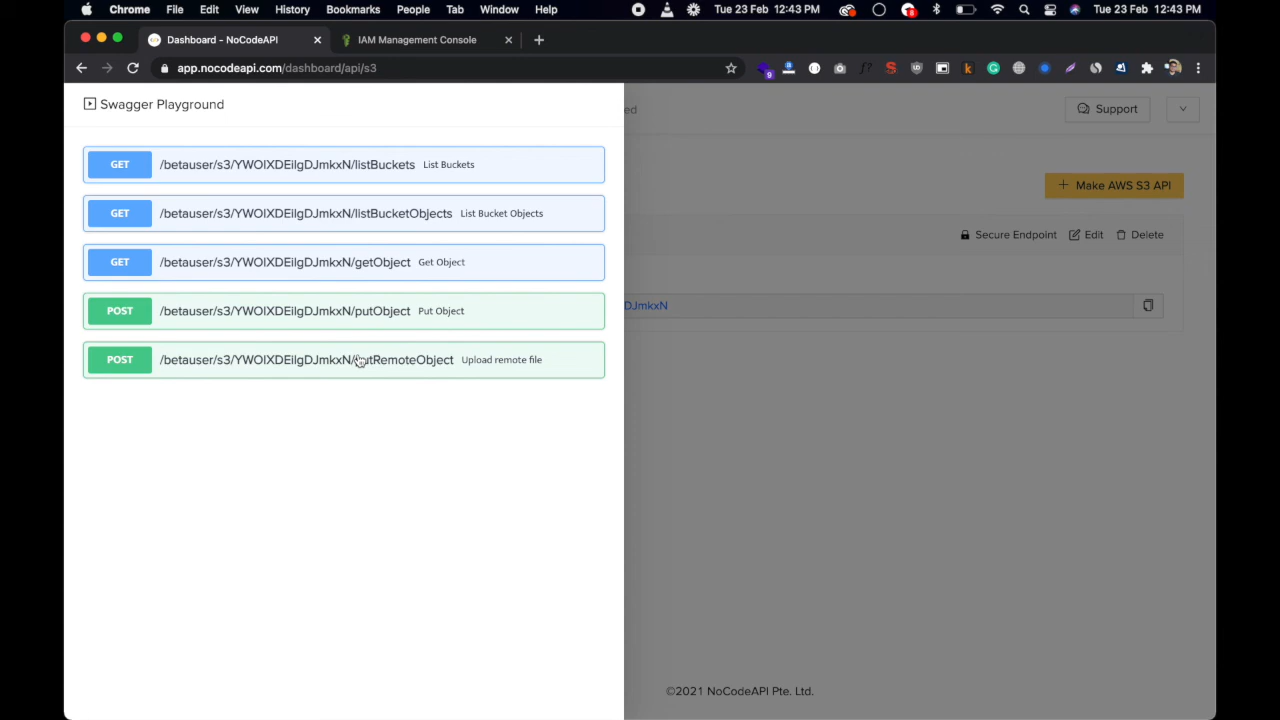 Chrome File Edit View History Bookmarks People Tab Window Help Tue 23 Feb 12:43 PM Tue 23 Feb 12:43 PM
Dashboard - NoCodeAPI IAM Management Console
app.nocodeapi.com/dashboard/api/s3 9
Swagger Playground ed Support
GET /betauser/s3/YWOIXDEilgDJmkxN/listBuckets List Buckets
+ Make AWS S3 API
GET /betauser/s3/YWOIXDEilgDJmkxN/listBucketObjects List Bucket Objects
Secure Endpoint Edit Delete
GET /betauser/s3/YWOIXDEilgDJmkxN/getObject Get Object
DJmkxN
POST /betauser/s3/YWOIXDEilgDJmkxN/putObject Put Object
POST /betauser/s3/YWOIXDEilgDJmkxN/putRemoteObject Upload remote file
©2021 NoCodeAPI Pte. Ltd.